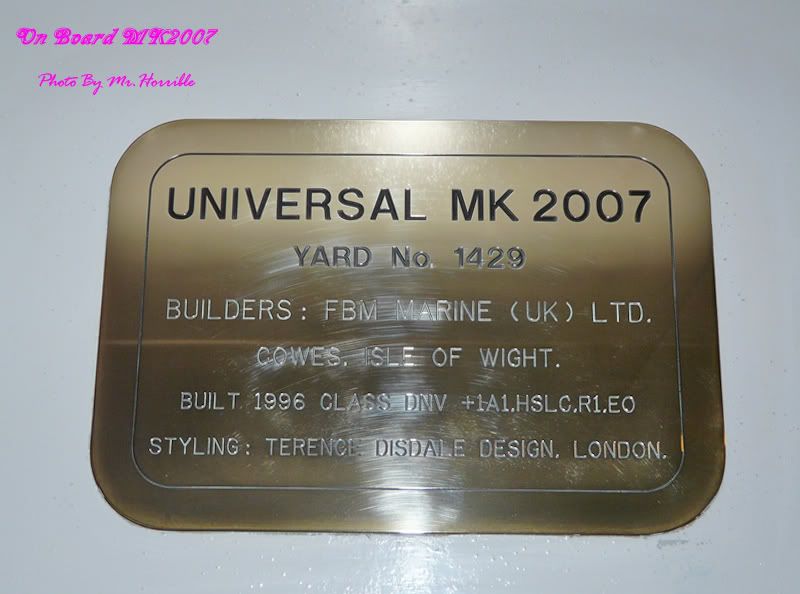 On Board MK2007
Photo By Mr.Horrible
UNIVERSAL MK 2007
YARD No. 1429
BUILDERS: FBM MARINE (UK) LTD.
COWES, ISLE OF WIGHT.
BUILT 1996 CLASS DNV +1A1.HSLC.R1.EO
STYLING: TERENCE DISDALE DESIGN, LONDON.